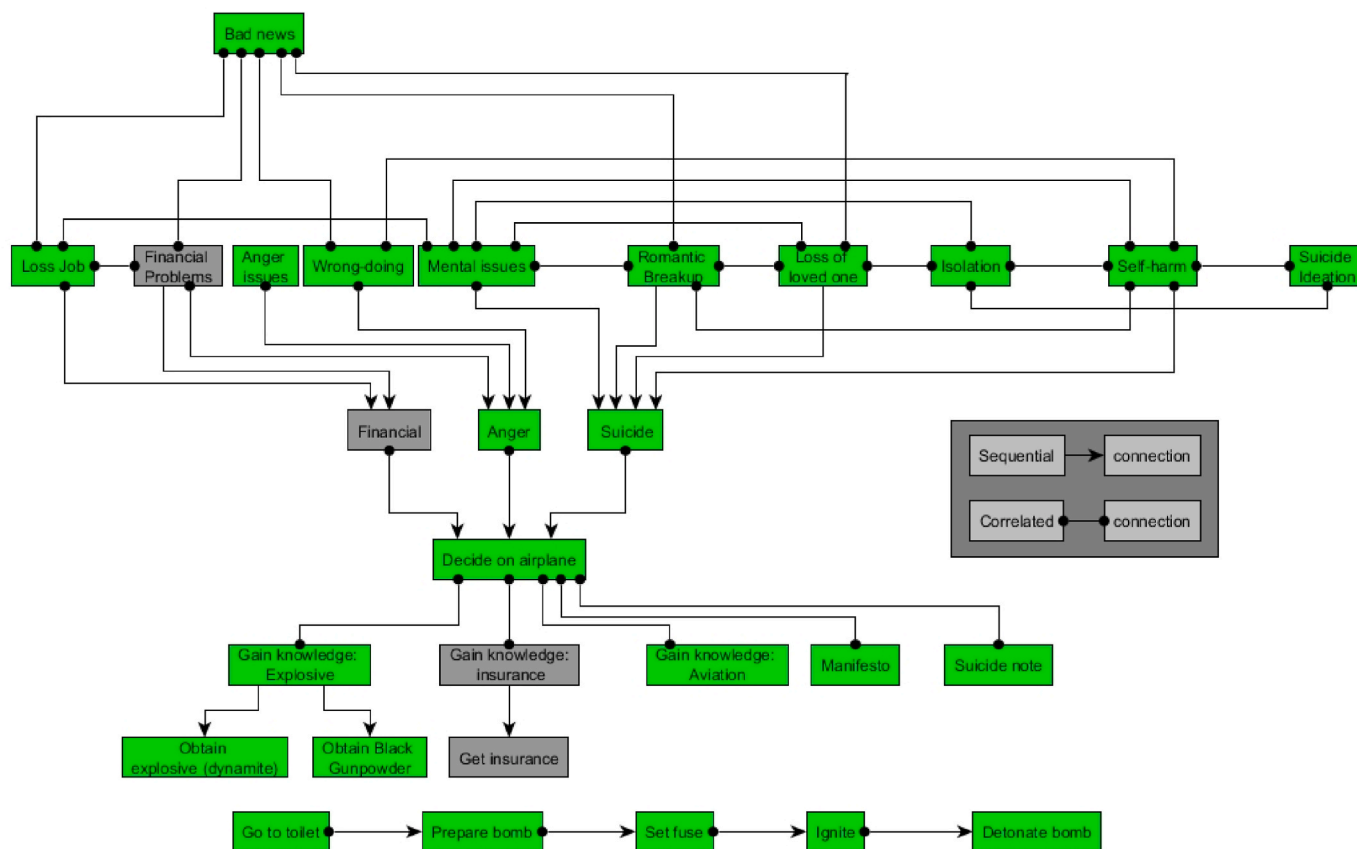 Bad news
Loss Job
Financial
Problems
Anger
issues
Wrong-doing
Mental issues
Romantic
Breakup
Loss of
loved one
Isolation
Self-harm
Suicide
Ideation
Financial
Anger
Suicide
Sequential
connection
Correlated
connection
Decide on airplane
Gain knowledge:
Explosive
Gain knowledge:
insurance
Gain knowledge:
Aviation
Manifesto
Suicide note
Obtain
explosive (dynamite)
Obtain Black
Gunpowder
Get insurance
Go to toilet
Prepare bomb
Set fuse
Ignite
Detonate bomb